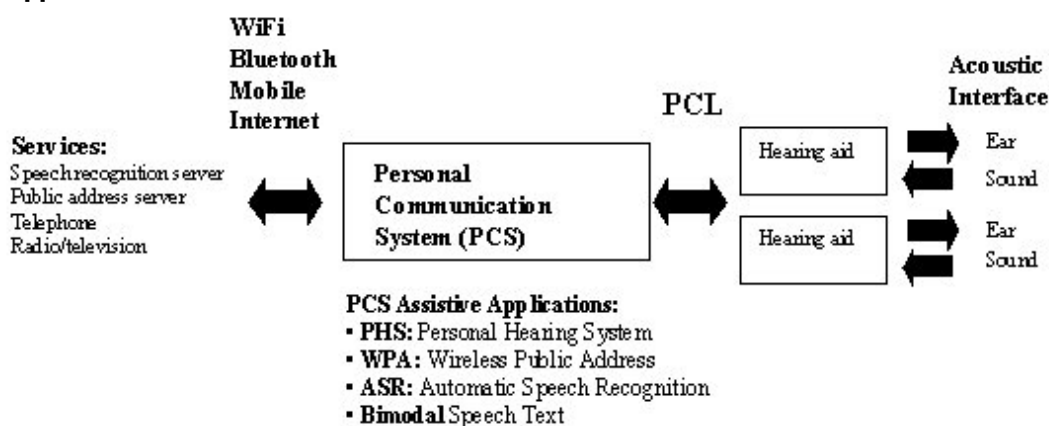 WiFi
Bluetooth
Mobile
Internet
Services:
Speech recognition server
Public address server
Telephone
Radio/television
Personal
Communication
System (PCS)
PCL
Hearing aid
Hearing aid
Acoustic
Interface
Ear
Sound
Ear
Sound
PCS Assistive Applications:
▪ PHS: Personal Hearing System
▪ WPA: Wireless Public Address
▪ ASR: Automatic Speech Recognition
▪ Bimodal Speech Text